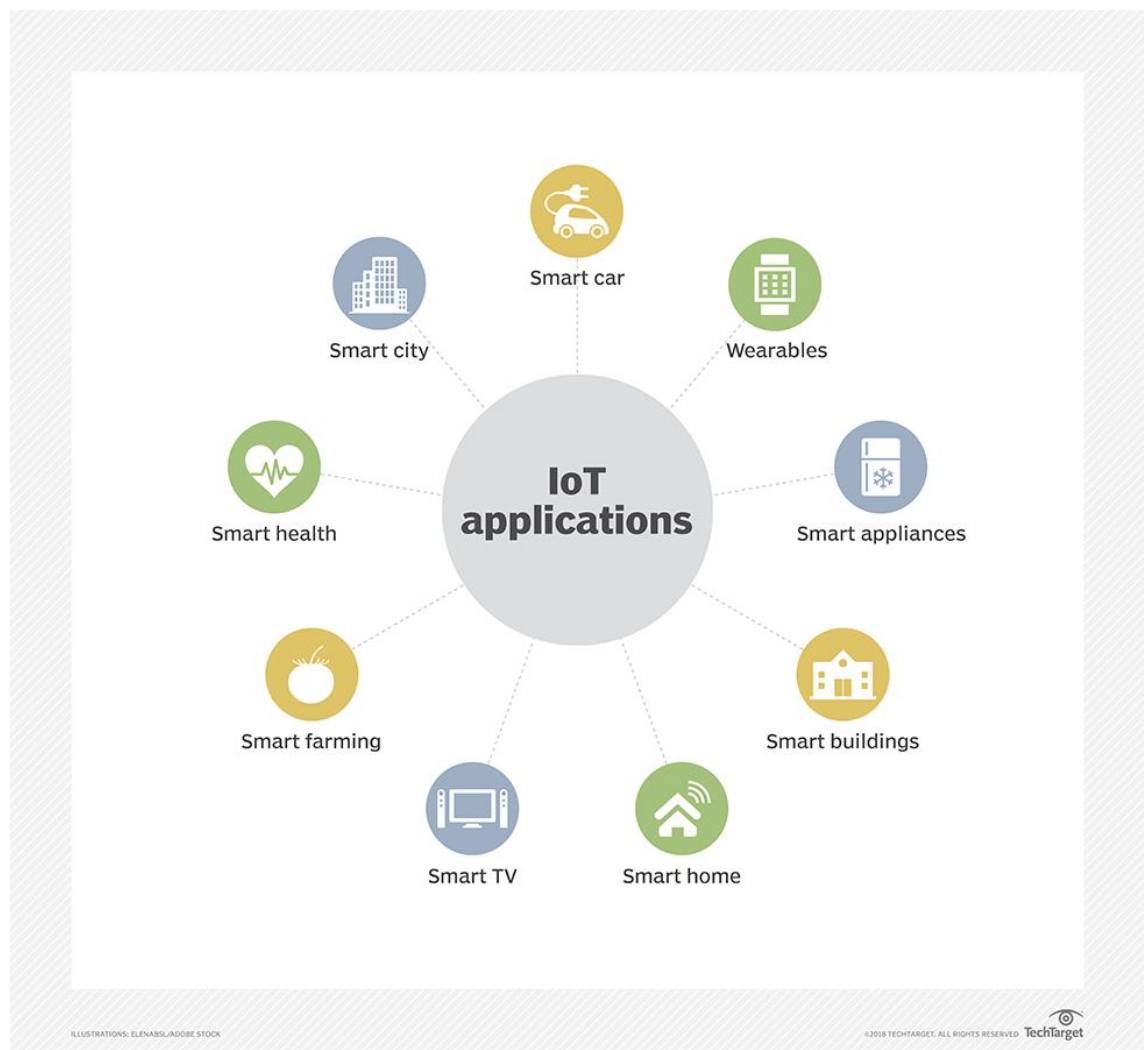 Smart car
Smart city
Wearables
IoT
applications
Smart health
Smart appliances
Smart farming
Smart buildings
Smart TV
Smart home
ILLUSTRATIONS: ELENABSL/ADOBE STOCK
©2018 TECHTARGET. ALL RIGHTS RESERVED TechTarget